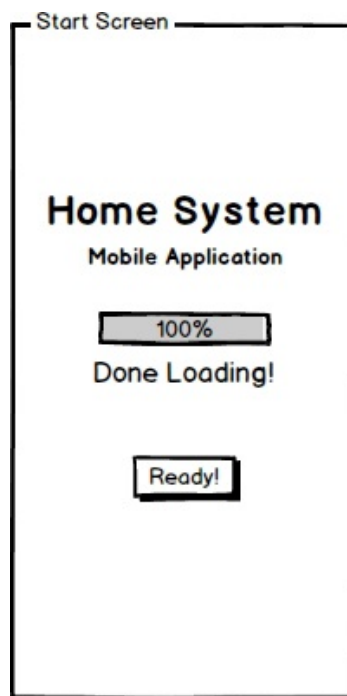 Start Screen
Home System
Mobile Application
100%
Done Loading!
Ready!